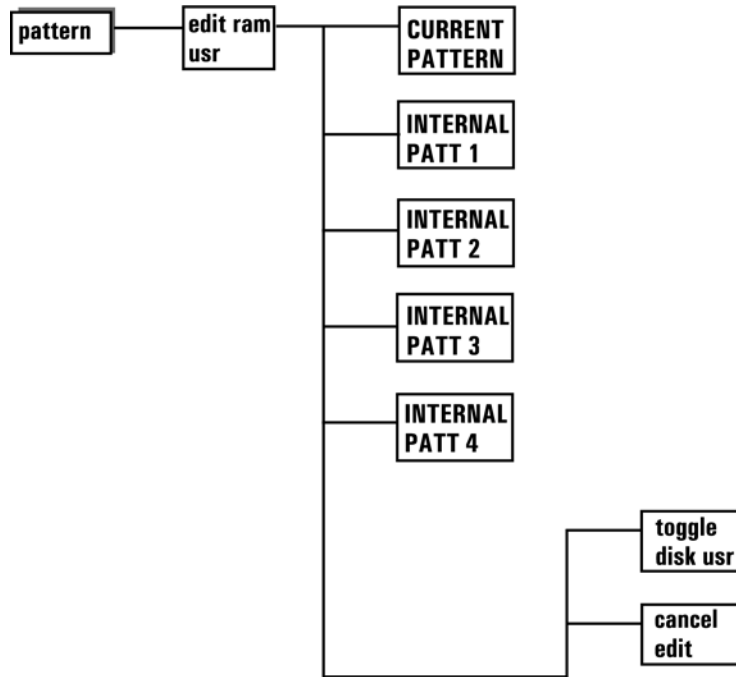 pattern
edit ram
usr
CURRENT
PATTERN
INTERNAL
PATT 1
INTERNAL
PATT 2
INTERNAL
PATT 3
INTERNAL
PATT 4
toggle
disk usr
cancel
edit